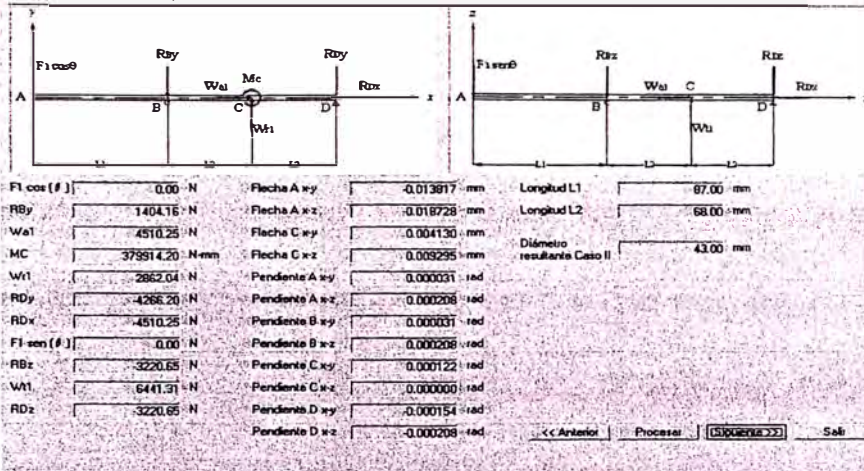 y
F1cosθ
RBy
Wa1
Mc
RDy
RDx
x
A
B
C
D
Wr1
L1
L2
L2
z
F1senθ
RBz
Wa1
C
RDz
RDx
A
B
D
Wt1
L1
L2
L2
F1 cos (θ) 0.00 N
RBy 1404.16 N
Wa1 4510.25 N
MC 379914.20 N-mm
Wr1 2862.04 N
RDy -4266.20 N
RDx -4510.25 N
F1 sen (θ) 0.00 N
RBz -3220.65 N
Wt1 6441.31 N
RDz -3220.65 N
Flecha A x-y -0.013817 mm
Flecha A x-z -0.018728 mm
Flecha C x-y 0.004130 mm
Flecha C x-z 0.009295 mm
Pendiente A x-y 0.000031 rad
Pendiente A x-z 0.000208 rad
Pendiente B x-y 0.000031 rad
Pendiente B x-z 0.000208 rad
Pendiente C x-y 0.000122 rad
Pendiente C x-z 0.000000 rad
Pendiente D x-y -0.000154 rad
Pendiente D x-z -0.000208 rad
Longitud L1 87.00 mm
Longitud L2 68.00 mm
Diámetro
resultante Caso II 43.00 mm
<< Anterior Procesar Siguiente >> Salir